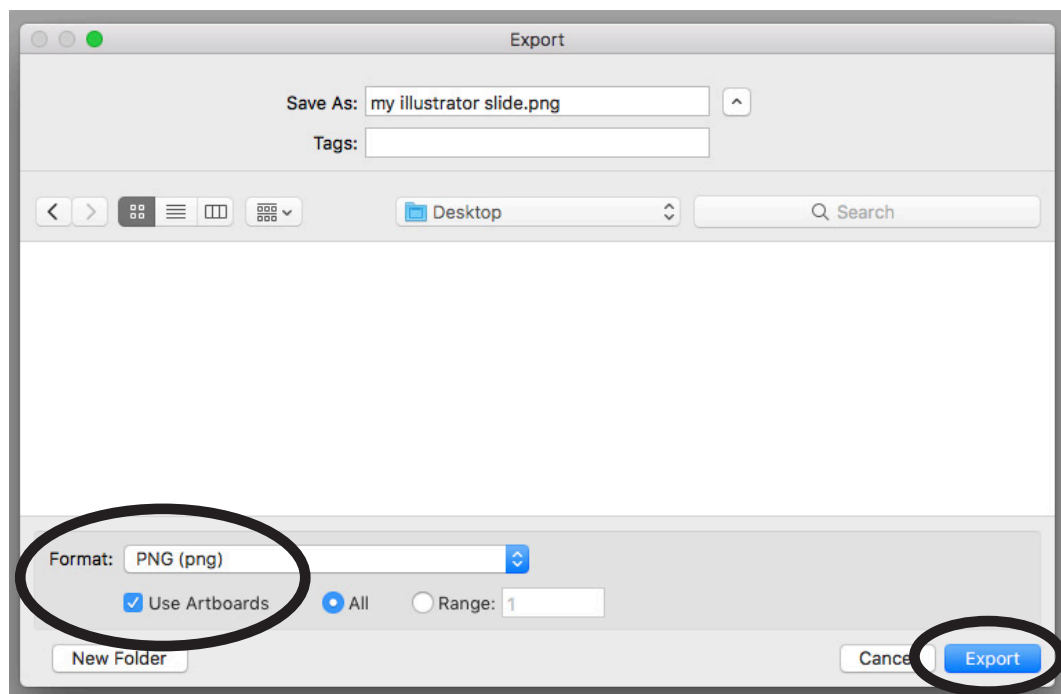 Export
Save As: my illustrator slide.png
Tags:
Desktop
Search
Format: PNG (png)
Use Artboards All Range: 1
New Folder Cance Export